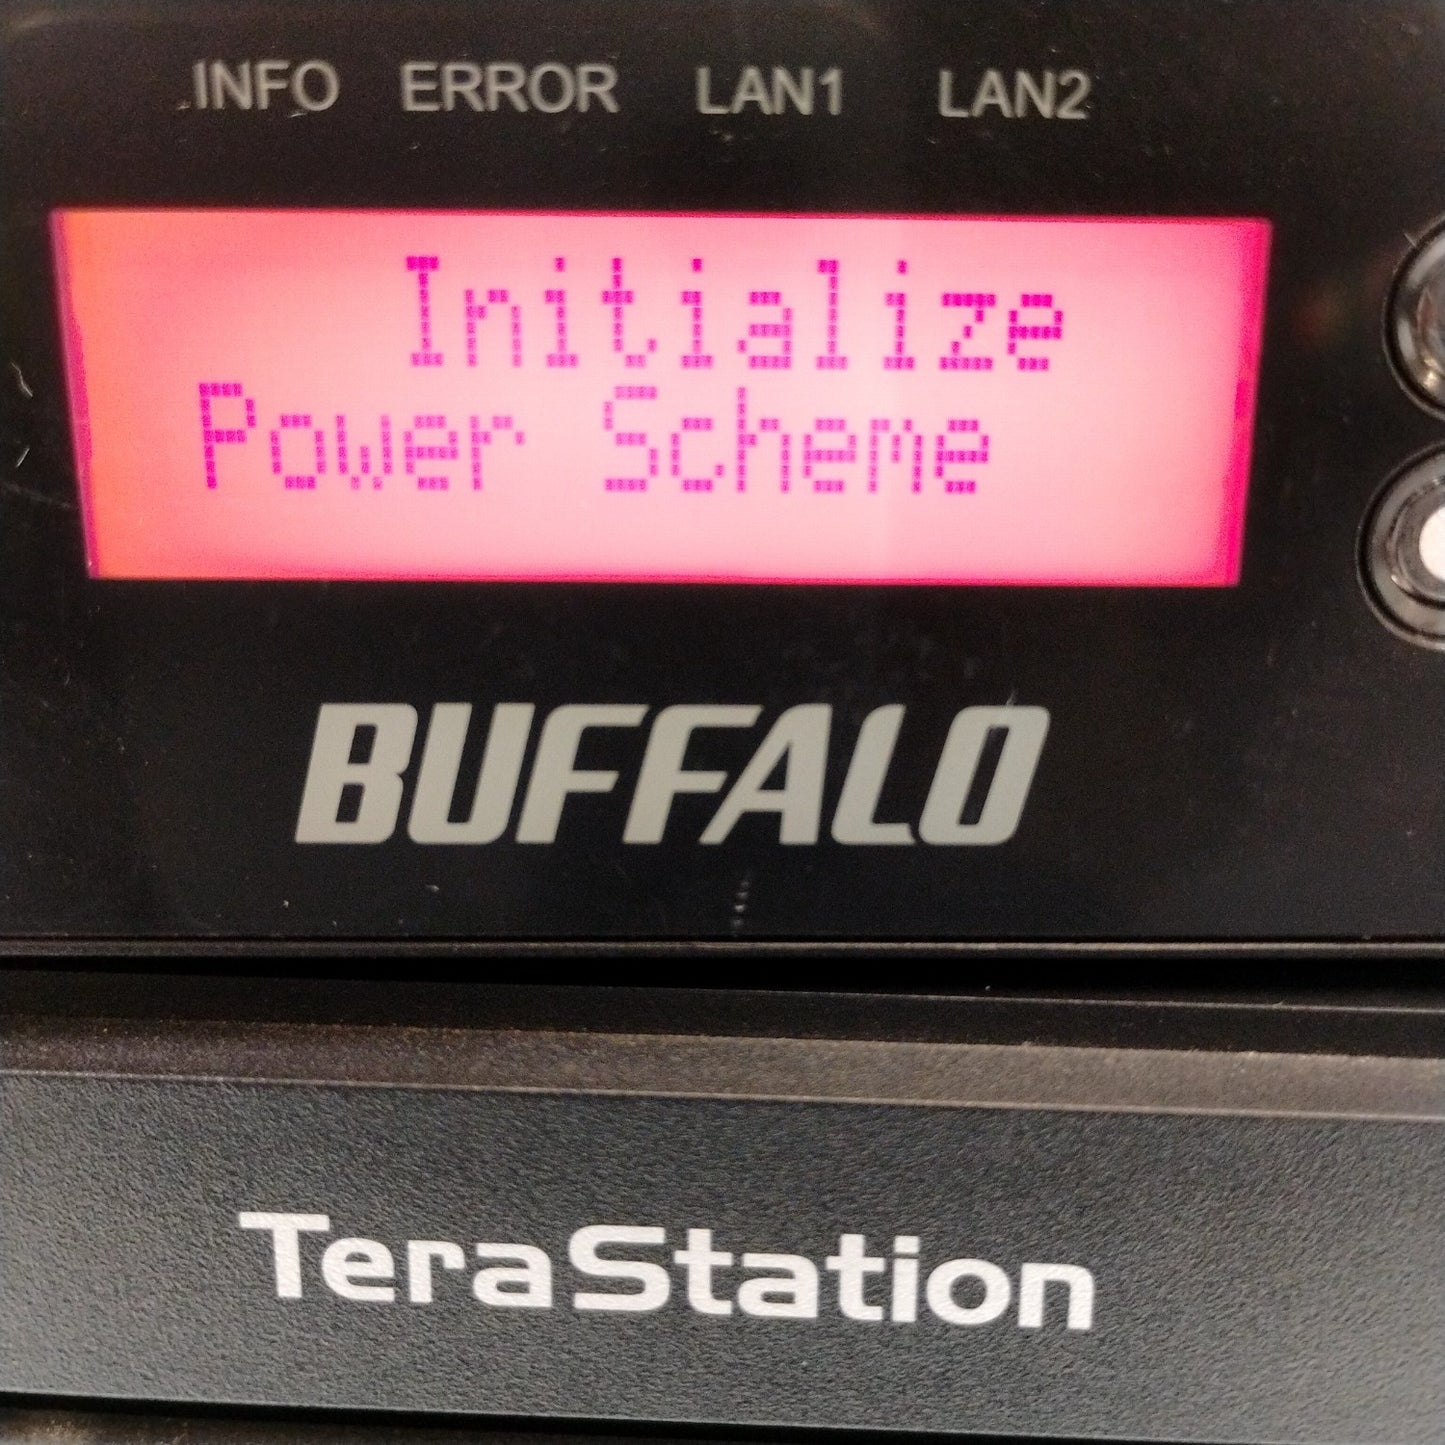 INFO ERROR LAN1 LAN2
Initialize
Power Scheme
BUFFALO
TeraStation